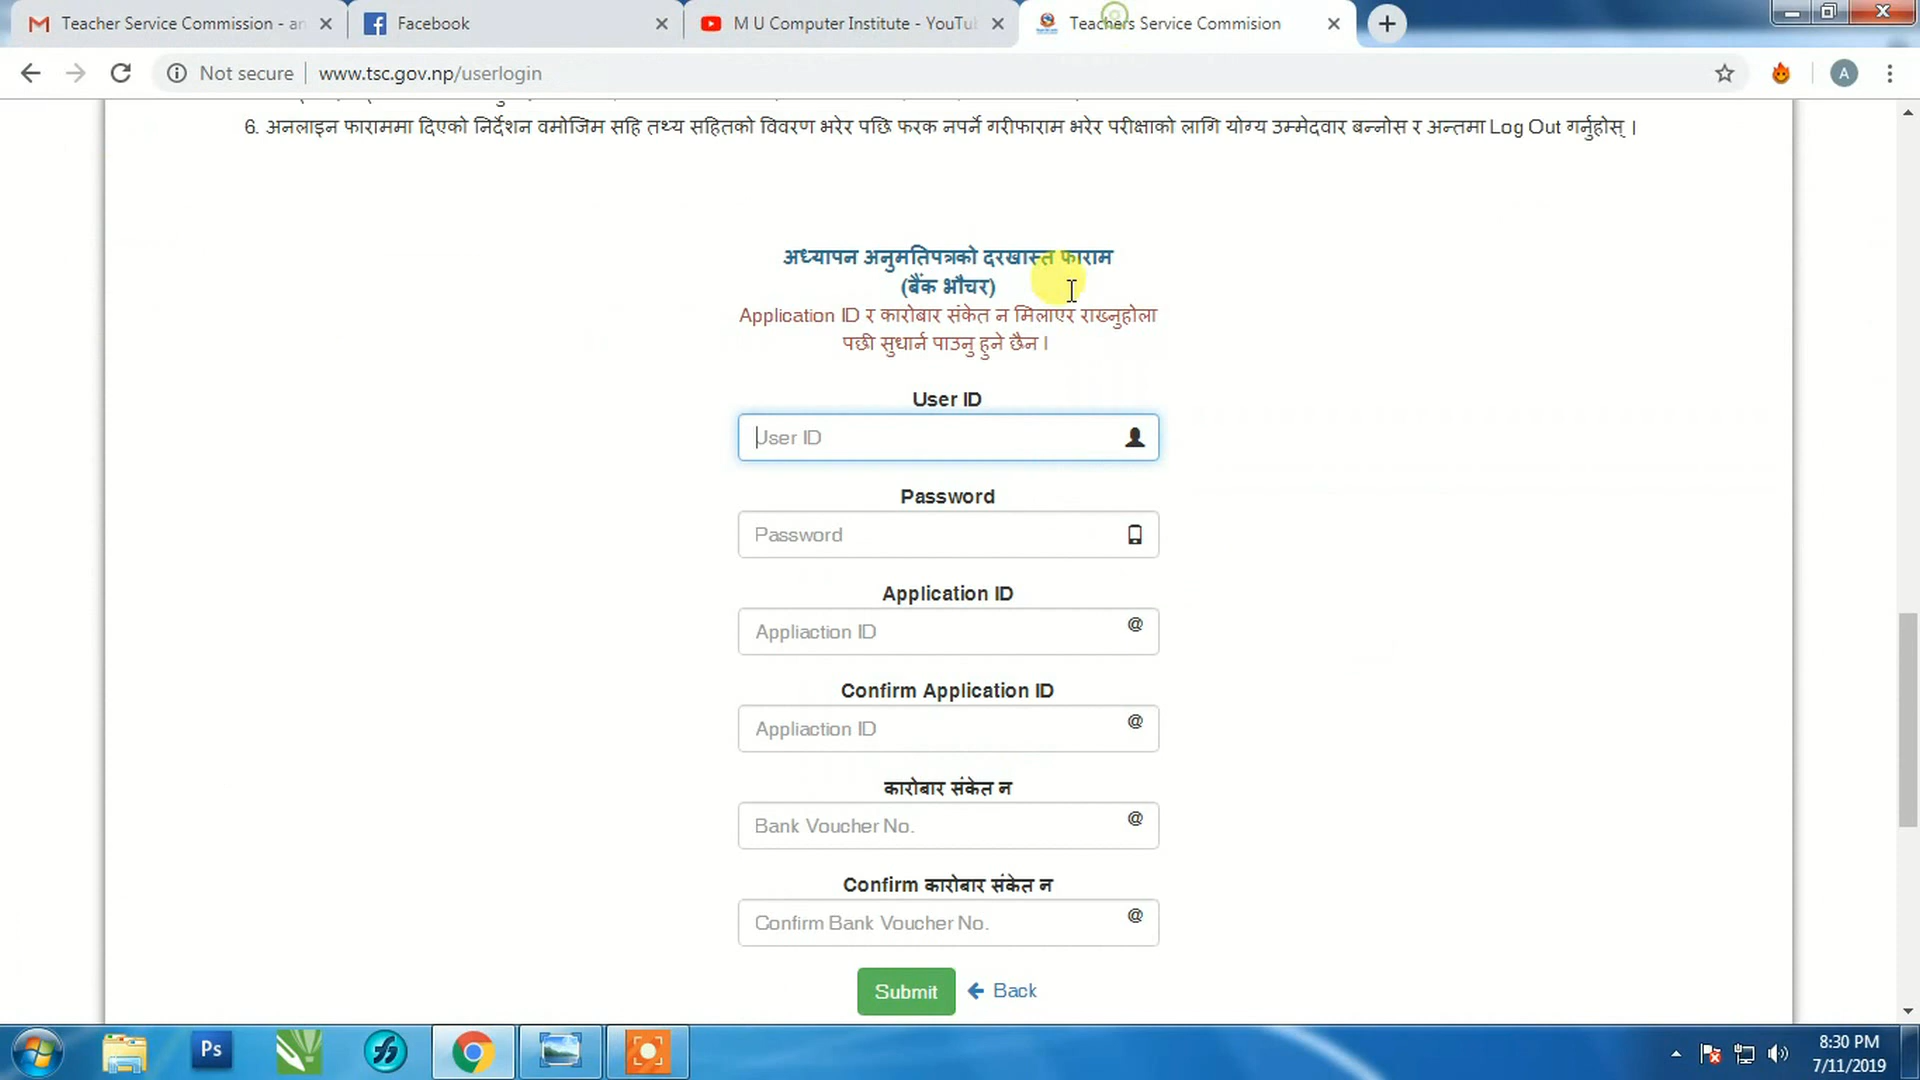 Teacher Service Commission - an
Facebook
M U Computer Institute - YouTu
Teachers Service Commision
Not secure
www.tsc.gov.np/userlogin
A
6. अनलाइन फाराममा दिएको निर्देशन वमोजिम सहि तथ्य सहितको विवरण भरेर पछि फरक नपर्ने गरीफाराम भरेर परीक्षाको लागि योग्य उम्मेदवार बन्नोस र अन्तमा Log Out गर्नुहोस् ।
अध्यापन अनुमतिपत्रको दरखास्त फाराम
(बैंक भौचर)
Application ID र कारोबार संकेत न मिलाएर राख्नुहोला
पछी सुधार्न पाउनु हुने छैन ।
User ID
User ID
Password
Password
Application ID
Appliaction ID
@
Confirm Application ID
Appliaction ID
@
कारोबार संकेत न
Bank Voucher No.
@
Confirm कारोबार संकेत न
Confirm Bank Voucher No.
@
Submit
Back
Ps
8:30 PM
7/11/2019